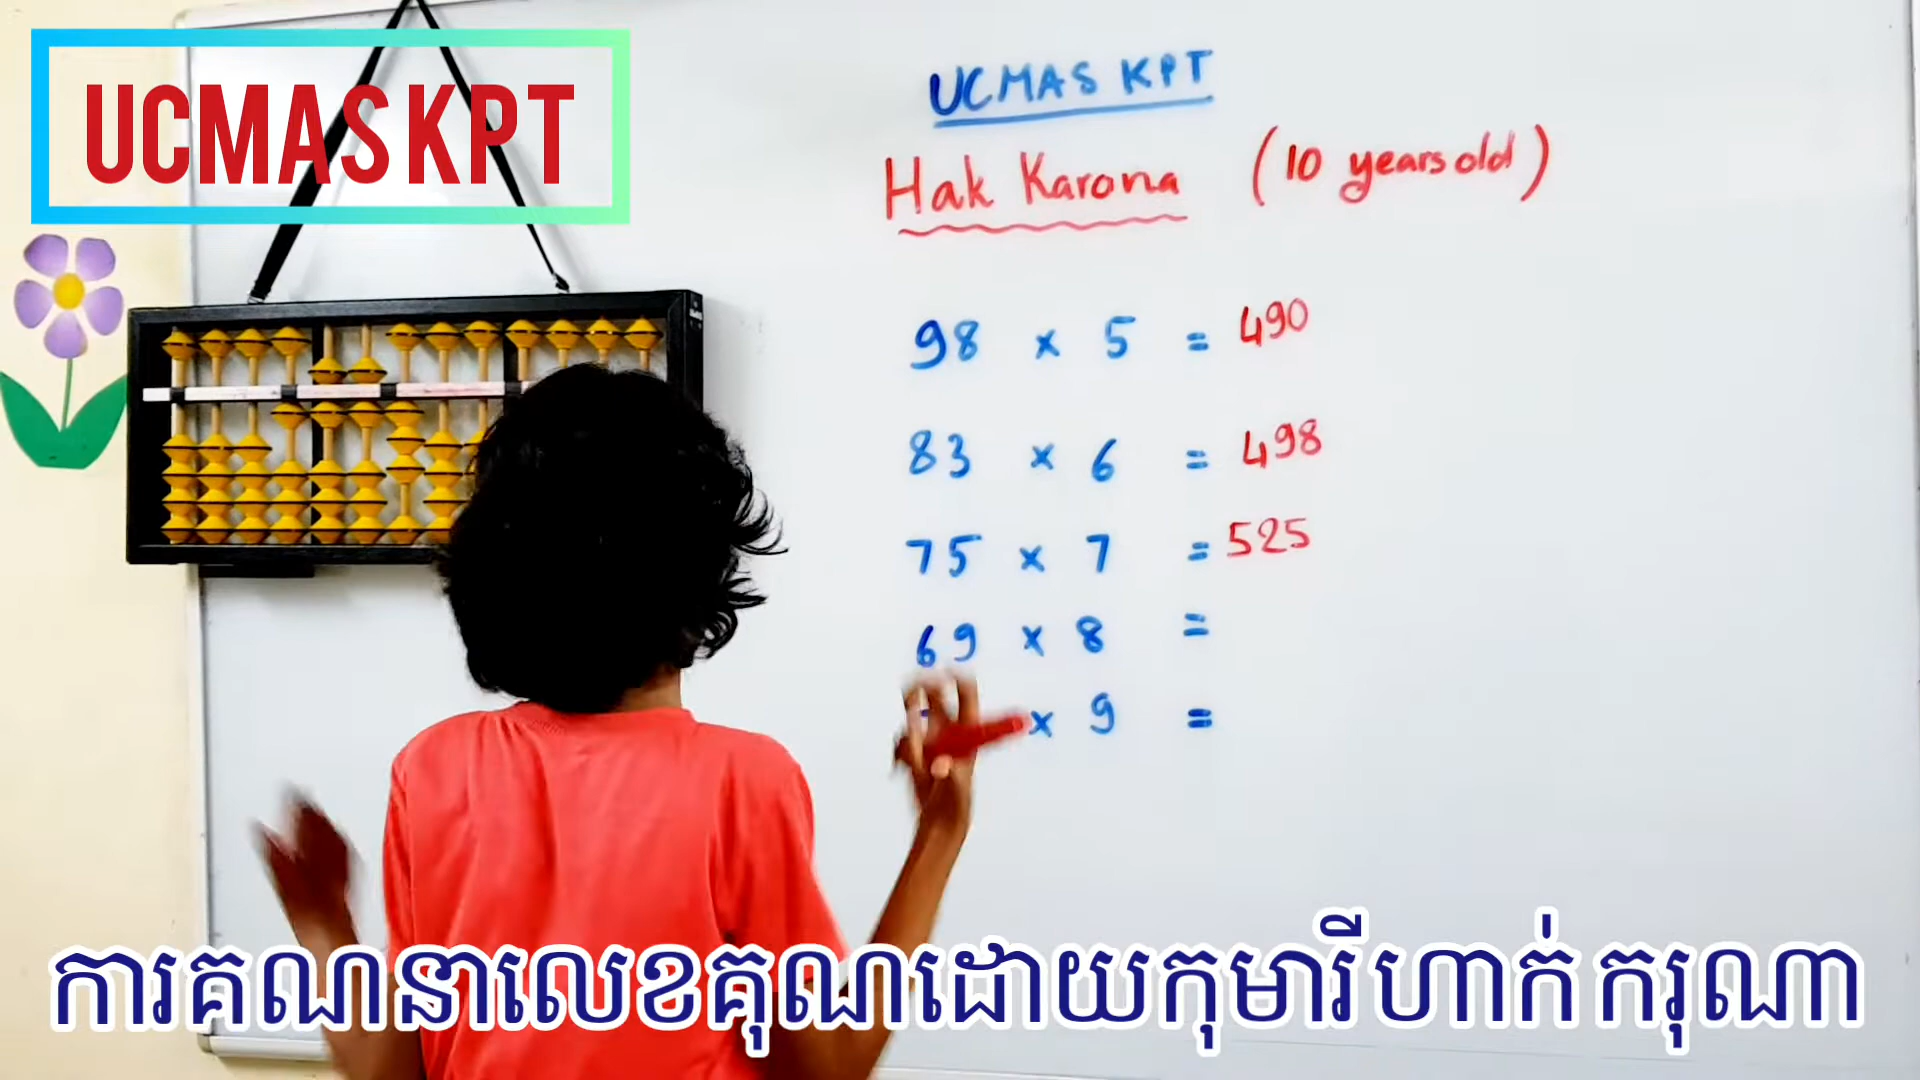 UCMAS KPT
UCMAS KPT
Hak Karona (10 years old)
98 x 5 = 490
83 x 6 = 498
75 x 7 = 525
69 x 8 =
x 9 =
ការគណនាលេខគុណដោយកុមារី ហាក់ ករុណា